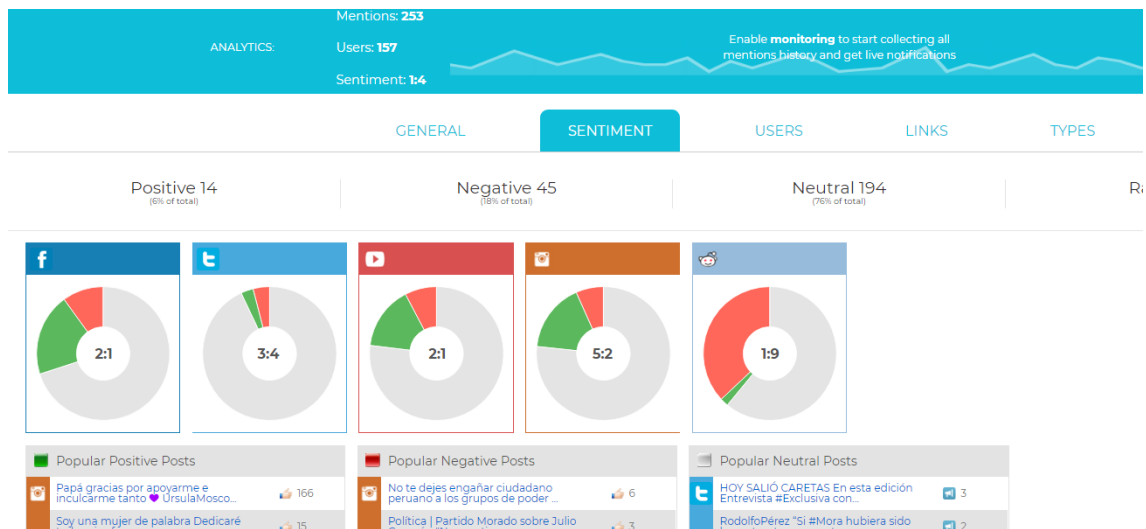 Mentions: 253
ANALYTICS:
Users: 157
Sentiment: 1:4
Enable monitoring to start collecting all
mentions history and get live notifications
GENERAL
SENTIMENT
USERS
LINKS
TYPES
Positive 14
(6% of total)
Negative 45
(18% of total)
Neutral 194
(76% of total)
2:1
3:4
2:1
5:2
1:9
Popular Positive Posts
Papá gracias por apoyarme e
inculcarme tanto 💜 UrsulaMosco...
166
Soy una mujer de palabra Dedicaré
15
Popular Negative Posts
No te dejes engañar ciudadano
peruano a los grupos de poder ...
6
Política | Partido Morado sobre Julio
3
Popular Neutral Posts
HOY SALIÓ CARETAS En esta edición
Entrevista #Exclusiva con...
3
RodolfoPérez "Si #Mora hubiera sido
2